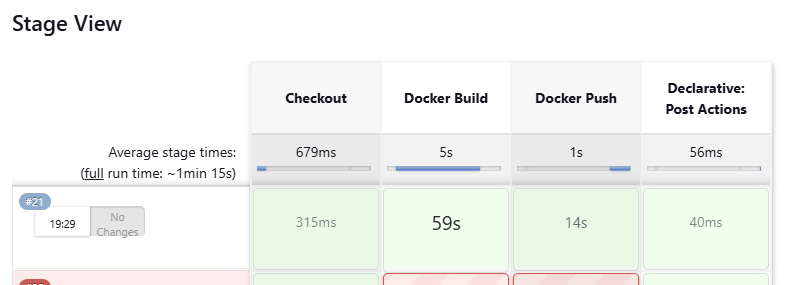 Stage View
Checkout
Docker Build
Docker Push
Declarative:
Post Actions
Average stage times:
(full run time: ~1min 15s)
679ms
5s
1s
56ms
#21
19:29
No
Changes
315ms
59s
14s
40ms